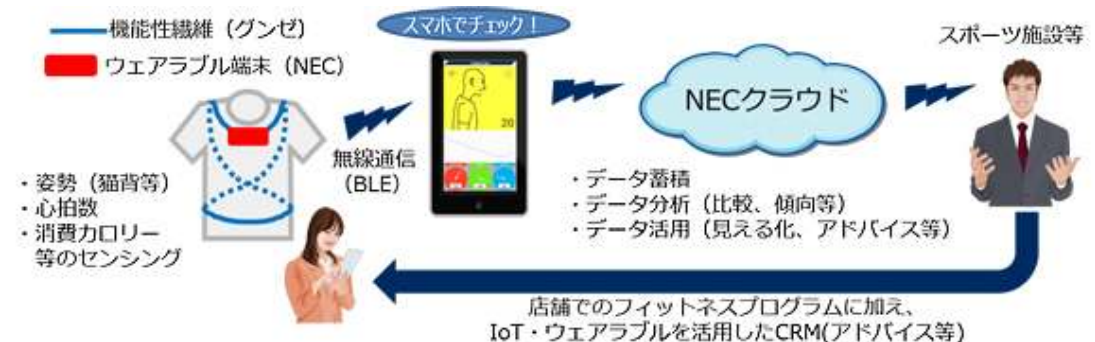 機能性繊維（グンゼ）
ウェアラブル端末（NEC）
スマホでチェック！
スポーツ施設等
20
NECクラウド
無線通信
（BLE）
・姿勢（猫背等）
・心拍数
・消費カロリー
等のセンシング
・データ蓄積
・データ分析（比較、傾向等）
・データ活用（見える化、アドバイス等）
店舗でのフィットネスプログラムに加え、
IoT・ウェアラブルを活用したCRM(アドバイス等)